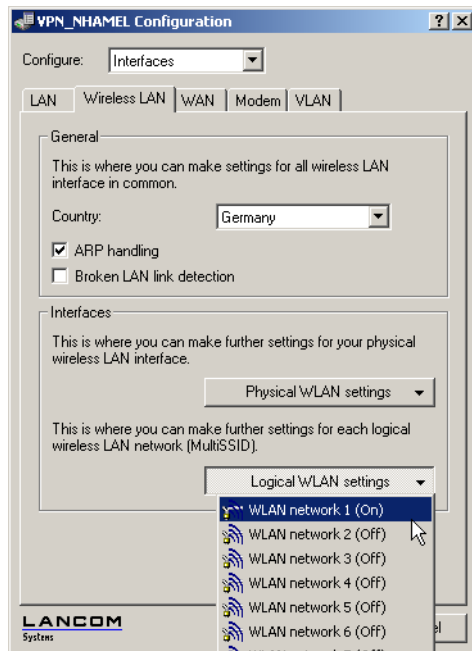 VPN_NHAMEL Configuration
Configure: Interfaces
LAN Wireless LAN WAN Modem VLAN
General
This is where you can make settings for all wireless LAN
interface in common.
Country: Germany
ARP handling
Broken LAN link detection
Interfaces
This is where you can make further settings for your physical
wireless LAN interface.
Physical WLAN settings
This is where you can make further settings for each logical
wireless LAN network (MultiSSID).
Logical WLAN settings
WLAN network 1 (On)
WLAN network 2 (Off)
WLAN network 3 (Off)
WLAN network 4 (Off)
WLAN network 5 (Off)
WLAN network 6 (Off)
LANCOM
Systems